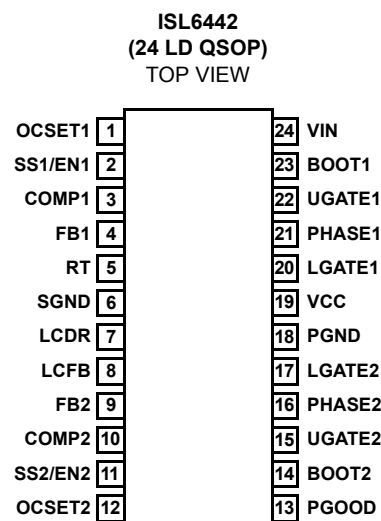 ISL6442
(24 LD QSOP)
TOP VIEW
OCSET1 1 24 VIN
SS1/EN1 2 23 BOOT1
COMP1 3 22 UGATE1
FB1 4 21 PHASE1
RT 5 20 LGATE1
SGND 6 19 VCC
LCDR 7 18 PGND
LCFB 8 17 LGATE2
FB2 9 16 PHASE2
COMP2 10 15 UGATE2
SS2/EN2 11 14 BOOT2
OCSET2 12 13 PGOOD